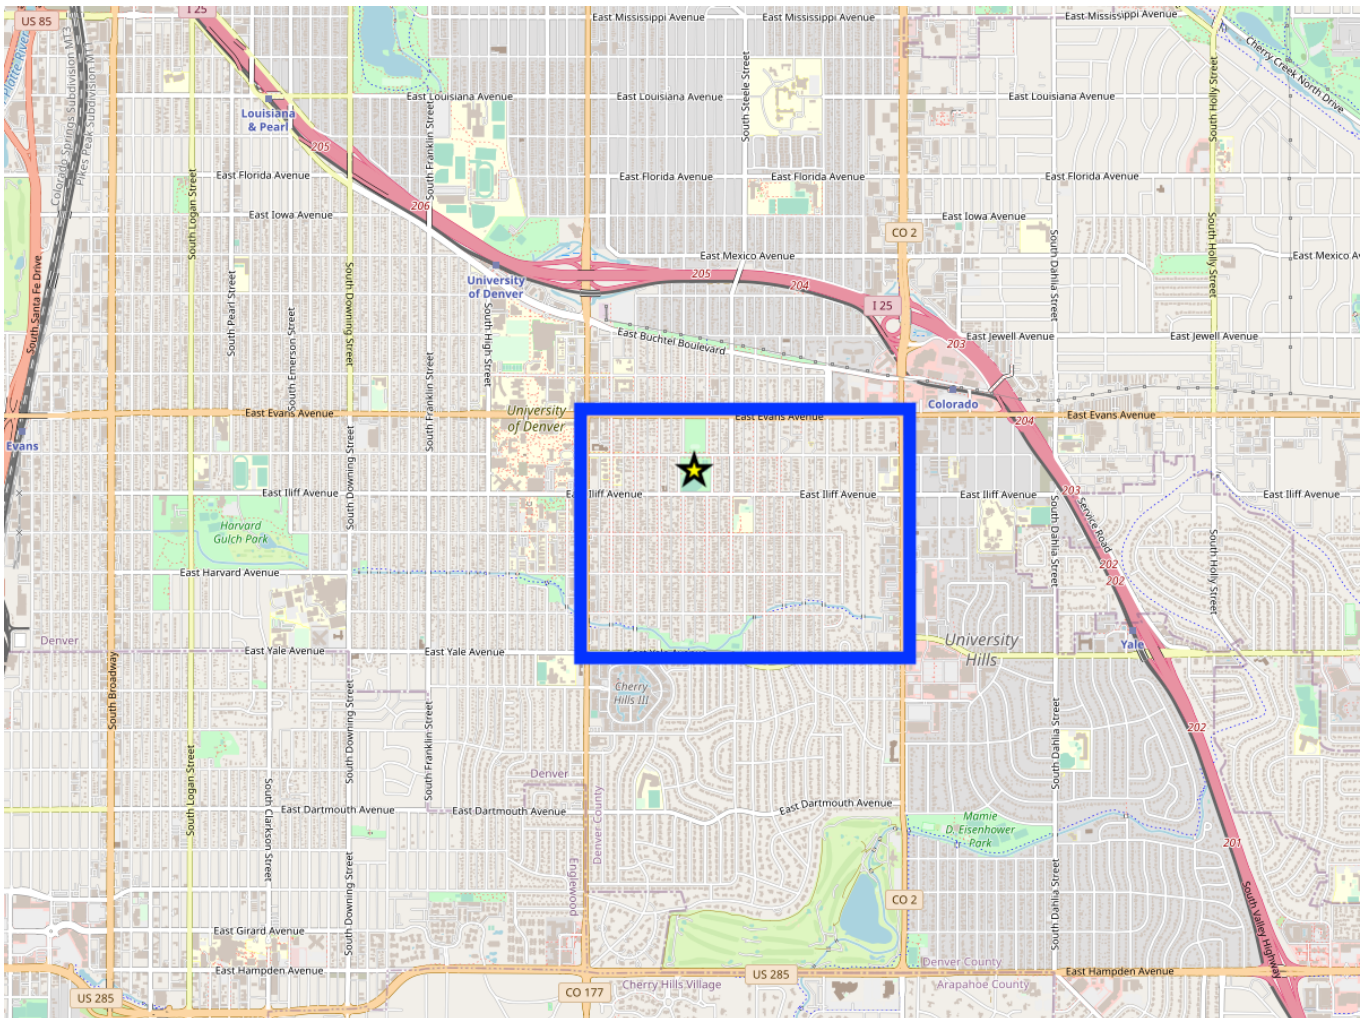 I 25
US 85
East Mississippi Avenue
East Mississippi Avenue
East Mississippi Avenue
Platte River
Colorado Springs Subdivision MT3
Pikes Peak Subdivision MT1
Cherry Creek North Drive
South Steele Street
South Holly Street
East Louisiana Avenue
East Louisiana Avenue
East Louisiana Avenue
Louisiana
& Pearl
205
South Franklin Street
East Florida Avenue
East Florida Avenue
East Florida Avenue
East Florida Avenue
206
South Logan Street
East Iowa Avenue
East Iowa Avenue
CO 2
South Holly Street
South Dahlia Street
East Mexico Avenue
East Mexico Av
205
204
University
of Denver
South Santa Fe Drive
South Pearl Street
South Downing Street
South Emerson Street
South High Street
I 25
203
East Jewell Avenue
East Jewell Avenue
East Buchtel Boulevard
South Franklin Street
Colorado
East Evans Avenue
East Evans Avenue
East Evans Avenue
University
of Denver
204
Evans
South Downing Street
East Iliff Avenue
East Iliff Avenue
East Iliff Avenue
East Iliff Avenue
203
Service Road
South Dahlia Street
Harvard
Gulch Park
South Holly Street
202
202
East Harvard Avenue
Denver
East Yale Avenue
East Yale Avenue
East Yale Avenue
University
Hills
Yale
South Broadway
Cherry
Hills III
South Downing Street
South Franklin Street
South Dahlia Street
202
South Logan Street
Denver
South Clarkson Street
East Dartmouth Avenue
East Dartmouth Avenue
East Dartmouth Avenue
Denver County
Englewood
Mamie
D. Eisenhower
Park
201
South Downing Street
South Dahlia Street
CO 2
South Valley Highway
East Girard Avenue
East Hampden Avenue
US 285
East Hampden Avenue
Denver County
Arapahoe County
Cherry Hills Village
CO 177
US 285